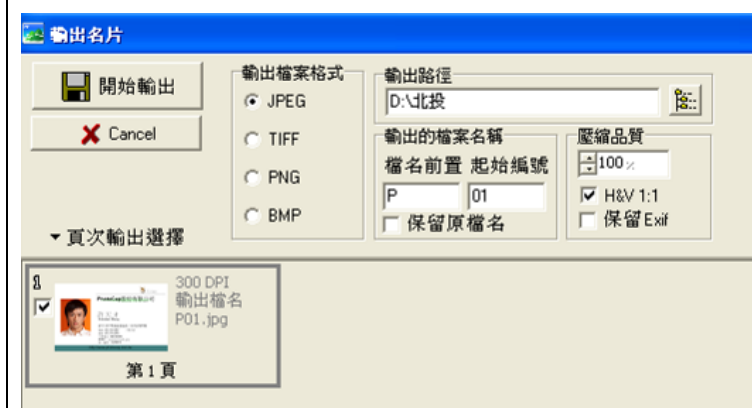 輸出名片
開始輸出
Cancel
頁次輸出選擇
輸出檔案格式
JPEG
TIFF
PNG
BMP
輸出路徑
D:\北投
輸出的檔案名稱
檔名前置 起始編號
P 01
保留原檔名
壓縮品質
100%
H&V 1:1
保留Exif
1
300 DPI
輸出檔名
P01.jpg
第1頁